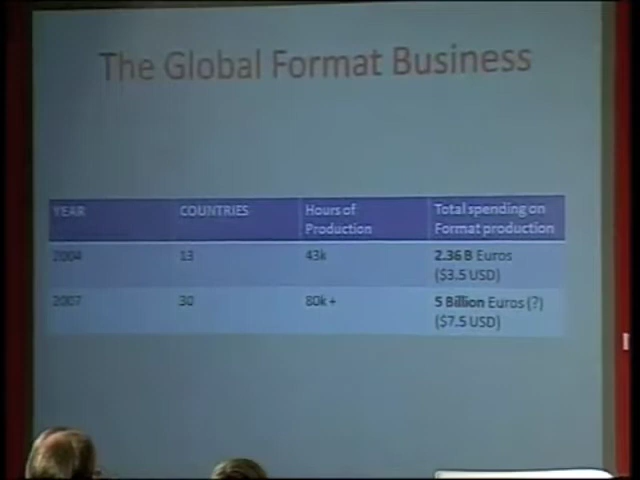 The Global Format Business
YEAR
COUNTRIES
Hours of
Production
Total spending on
Format production
2004
13
43k
2.36 B Euros
($3.5 USD)
2007
30
80k +
5 Billion Euros (?)
($7.5 USD)